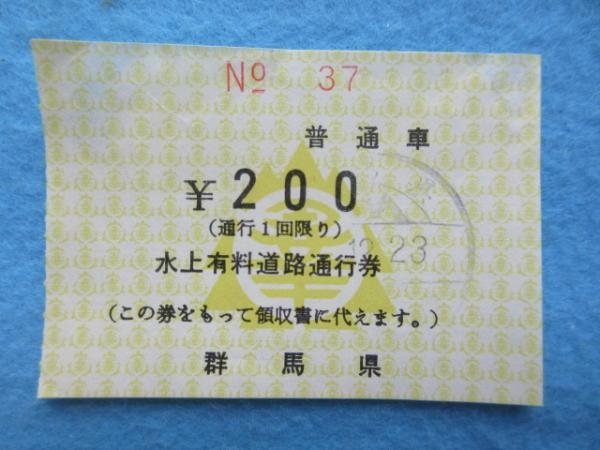 № 37
普通車
¥200
(通行1回限り)
12.23
水上有料道路通行券
(この券をもって領収書に代えます。)
群馬県